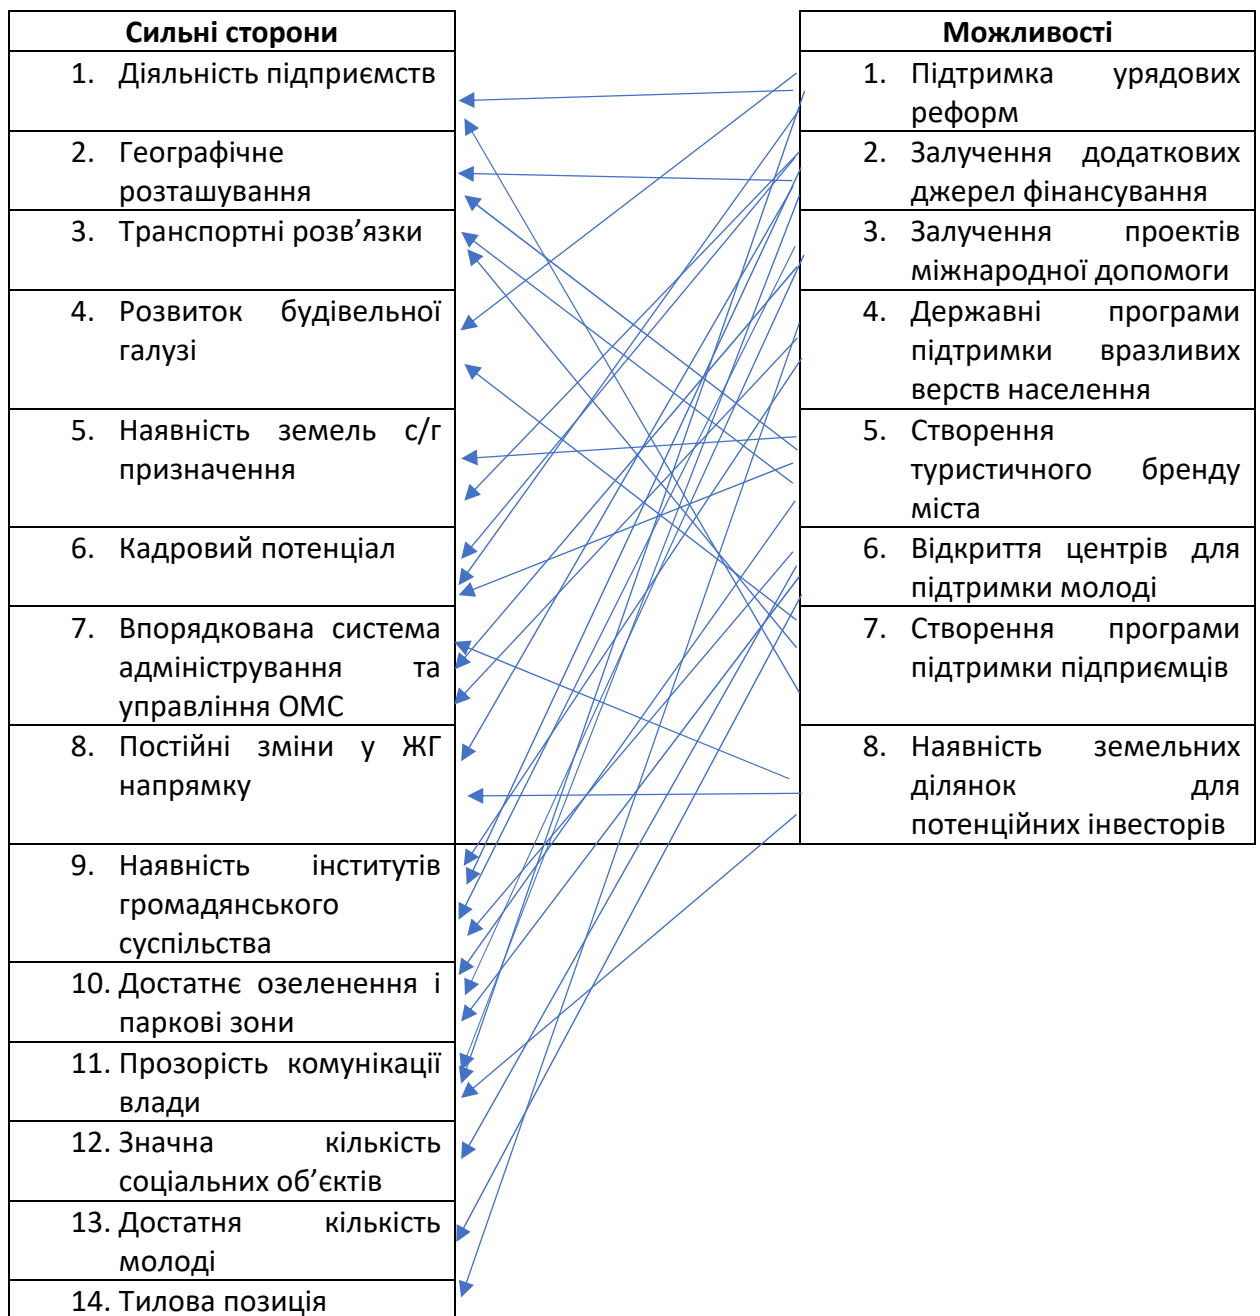 Сильні сторони
1. Діяльність підприємств
2. Географічне
розташування
3. Транспортні розв’язки
4. Розвиток будівельної
галузі
5. Наявність земель с/г
призначення
6. Кадровий потенціал
7. Впорядкована система
адміністрування та
управління ОМС
8. Постійні зміни у ЖГ
напрямку
9. Наявність інститутів
громадянського
суспільства
10. Достатнє озеленення і
паркові зони
11. Прозорість комунікації
влади
12. Значна кількість
соціальних об’єктів
13. Достатня кількість
молоді
14. Тилова позиція
Можливості
1. Підтримка урядових
реформ
2. Залучення додаткових
джерел фінансування
3. Залучення проектів
міжнародної допомоги
4. Державні програми
підтримки вразливих
верств населення
5. Створення
туристичного бренду
міста
6. Відкриття центрів для
підтримки молоді
7. Створення програми
підтримки підприємців
8. Наявність земельних
ділянок для
потенційних інвесторів